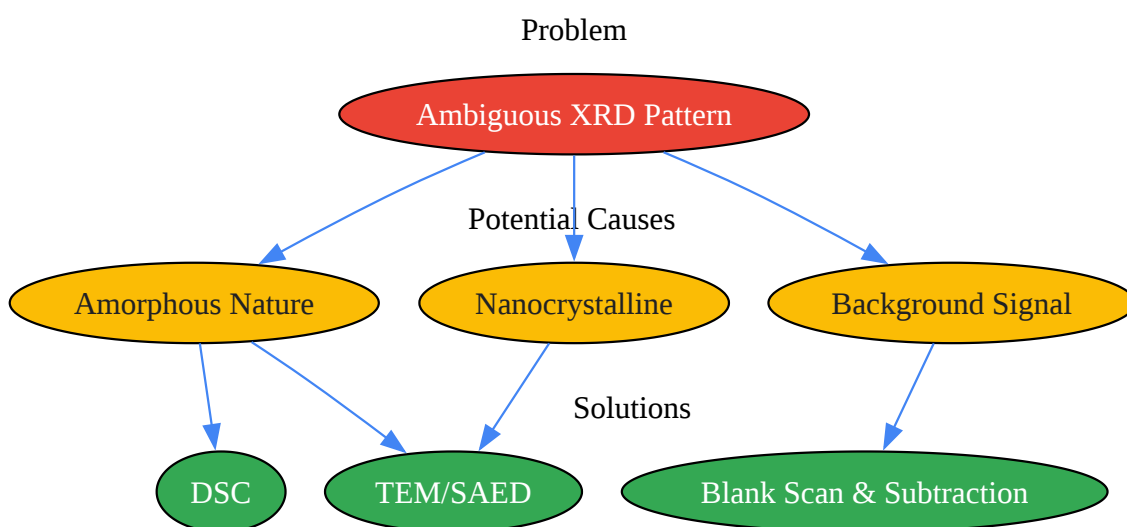 Problem
Ambiguous XRD Pattern
Potential Causes
Amorphous Nature
Nanocrystalline
Background Signal
Solutions
DSC
TEM/SAED
Blank Scan & Subtraction